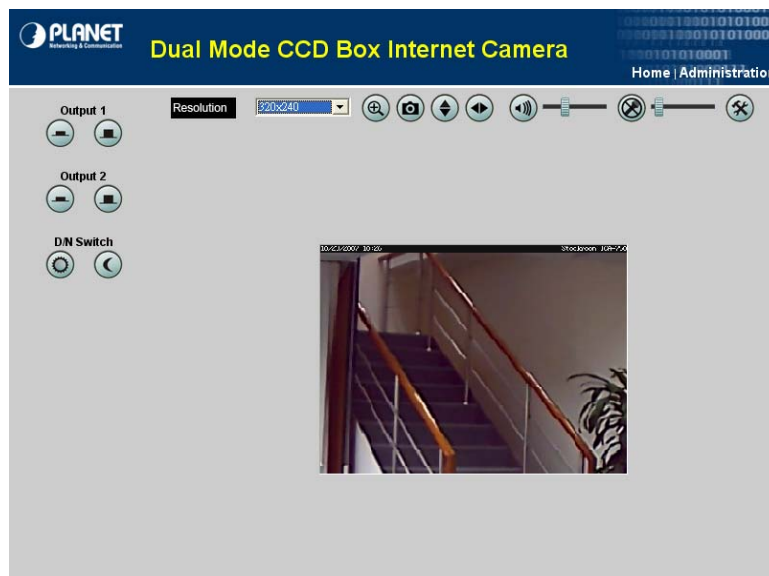 PLANET
Networking & Communication
Dual Mode CCD Box Internet Camera
Home | Administration
Output 1
Resolution
320x240
Output 2
D/N Switch
10/23/2007 10:26